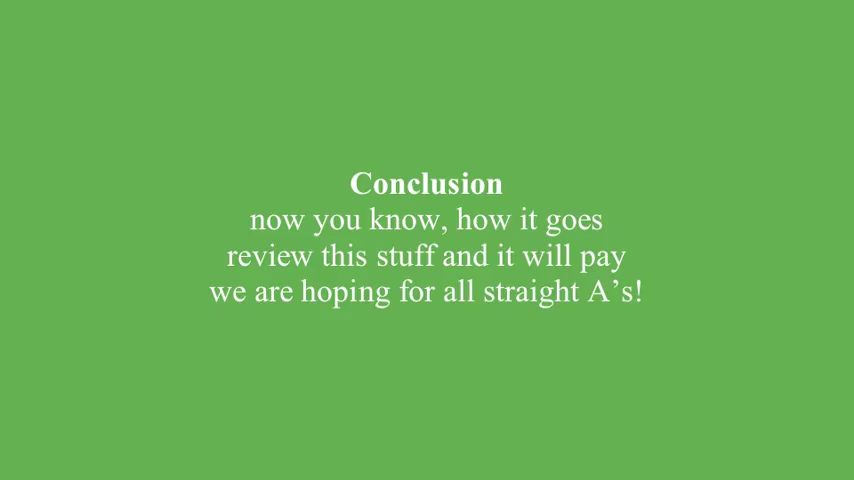 Conclusion
now you know, how it goes
review this stuff and it will pay
we are hoping for all straight A’s!